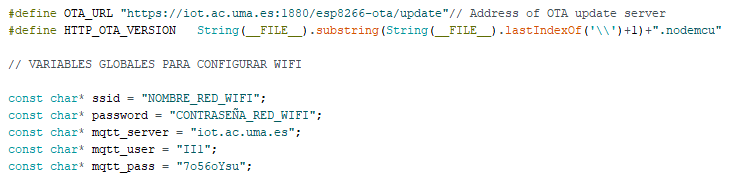 #define OTA_URL "https://iot.ac.uma.es:1880/esp8266-ota/update"// Address of OTA update server
#define HTTP_OTA_VERSION String(__FILE__).substring(String(__FILE__).lastIndexOf('\\')+1)+".nodemcu"
// VARIABLES GLOBALES PARA CONFIGURAR WIFI
const char* ssid = "NOMBRE_RED_WIFI";
const char* password = "CONTRASEÑA_RED_WIFI";
const char* mqtt_server = "iot.ac.uma.es";
const char* mqtt_user = "II1";
const char* mqtt_pass = "7o56oYsu";